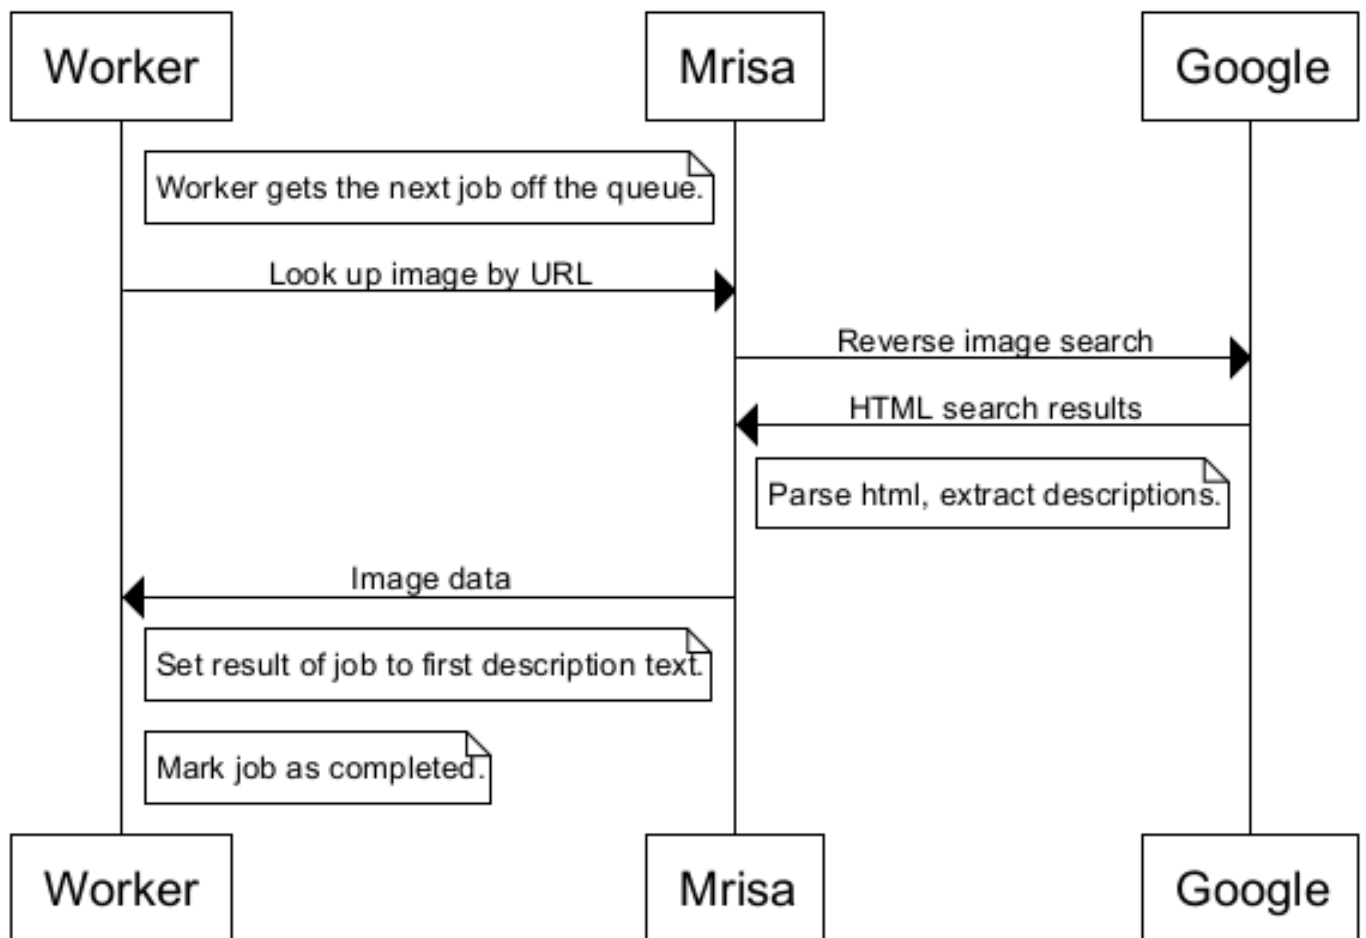 Worker
Mrisa
Google
Worker gets the next job off the queue.
Look up image by URL
Reverse image search
HTML search results
Parse html, extract descriptions.
Image data
Set result of job to first description text.
Mark job as completed.
Worker
Mrisa
Google